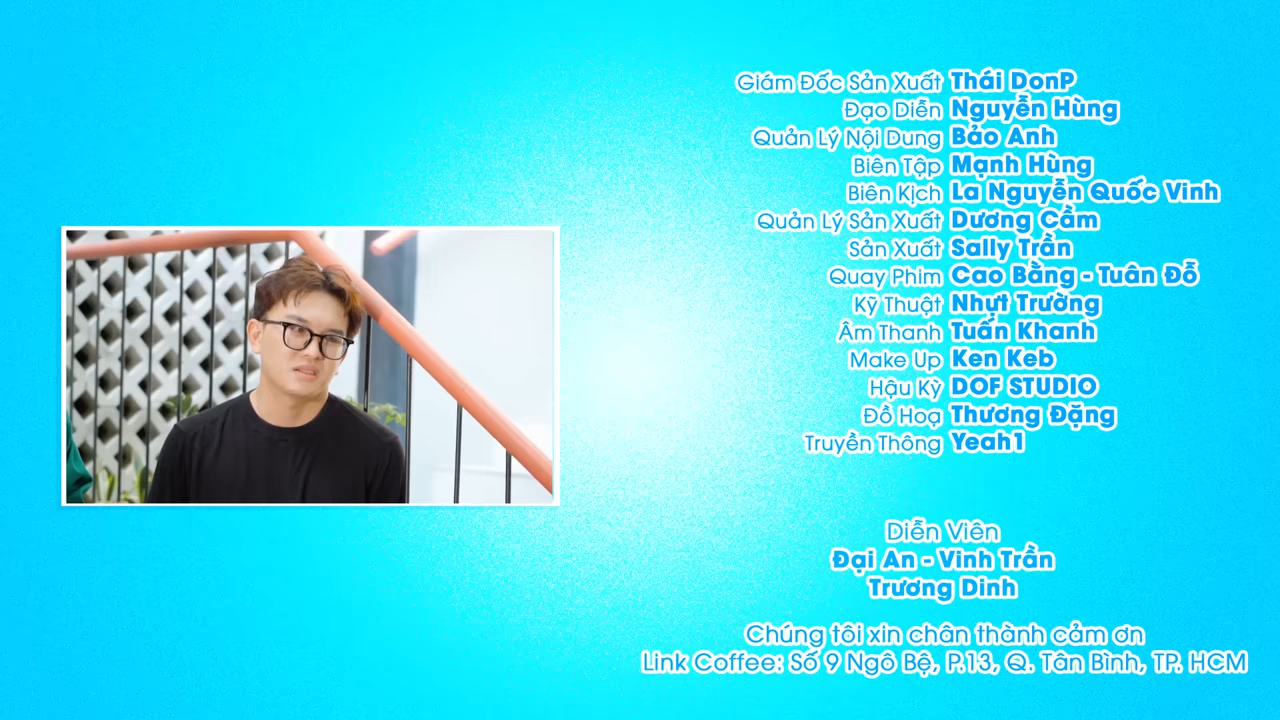 Giám Đốc Sản Xuất Thái DonP
Đạo Diễn Nguyễn Hùng
Quản Lý Nội Dung Bảo Anh
Biên Tập Mạnh Hùng
Biên Kịch La Nguyễn Quốc Vinh
Quản Lý Sản Xuất Dương Cầm
Sản Xuất Sally Trần
Quay Phim Cao Bằng - Tuân Đỗ
Kỹ Thuật Nhựt Trường
Âm Thanh Tuấn Khanh
Make Up Ken Keb
Hậu Kỳ DOF STUDIO
Đồ Hoạ Thương Đặng
Truyền Thông Yeah1
Diễn Viên
Đại An - Vinh Trần
Trương Dinh
Chúng tôi xin chân thành cảm ơn
Link Coffee: Số 9 Ngô Bệ, P.13, Q. Tân Bình, TP. HCM